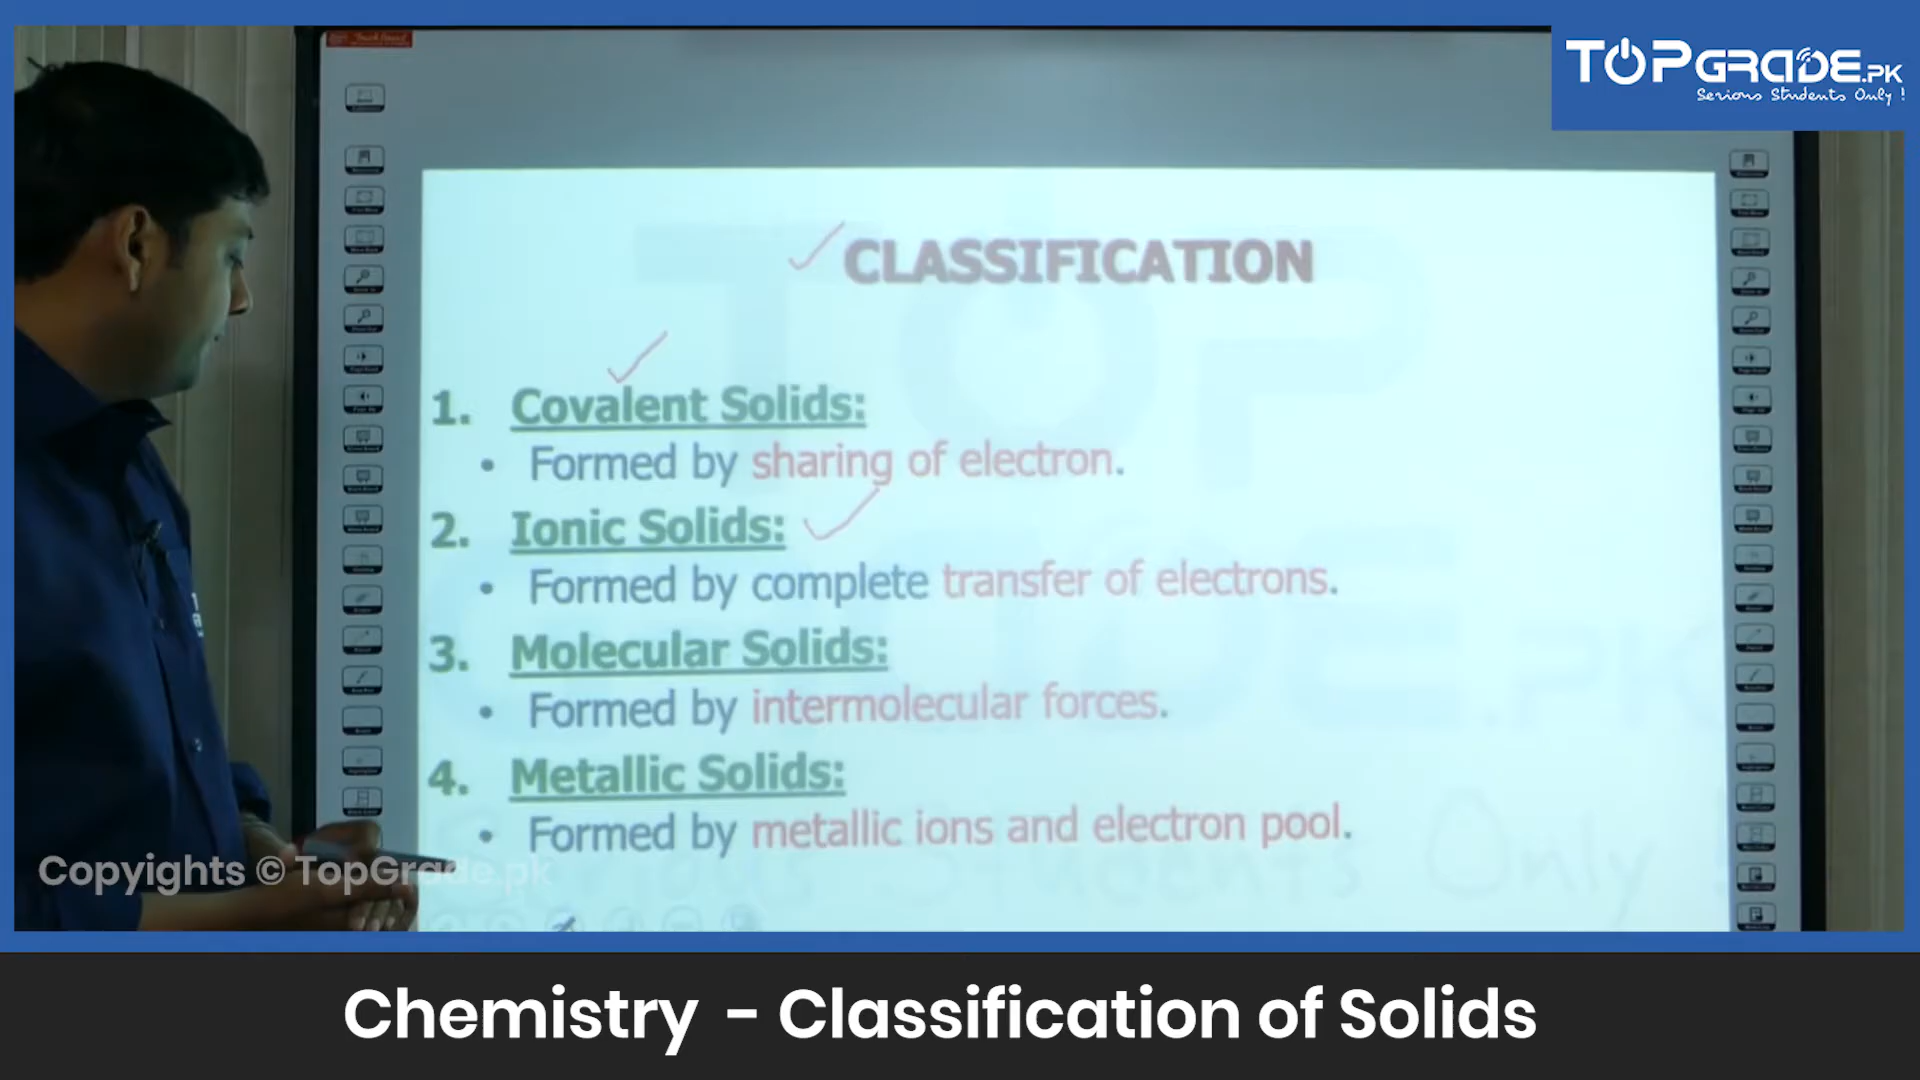 TOPGRADE.PK
Serious Students Only !
CLASSIFICATION
1. Covalent Solids:
• Formed by sharing of electron.
2. Ionic Solids:
• Formed by complete transfer of electrons.
3. Molecular Solids:
• Formed by intermolecular forces.
4. Metallic Solids:
• Formed by metallic ions and electron pool.
Copyights © TopGrade.pk
Chemistry - Classification of Solids